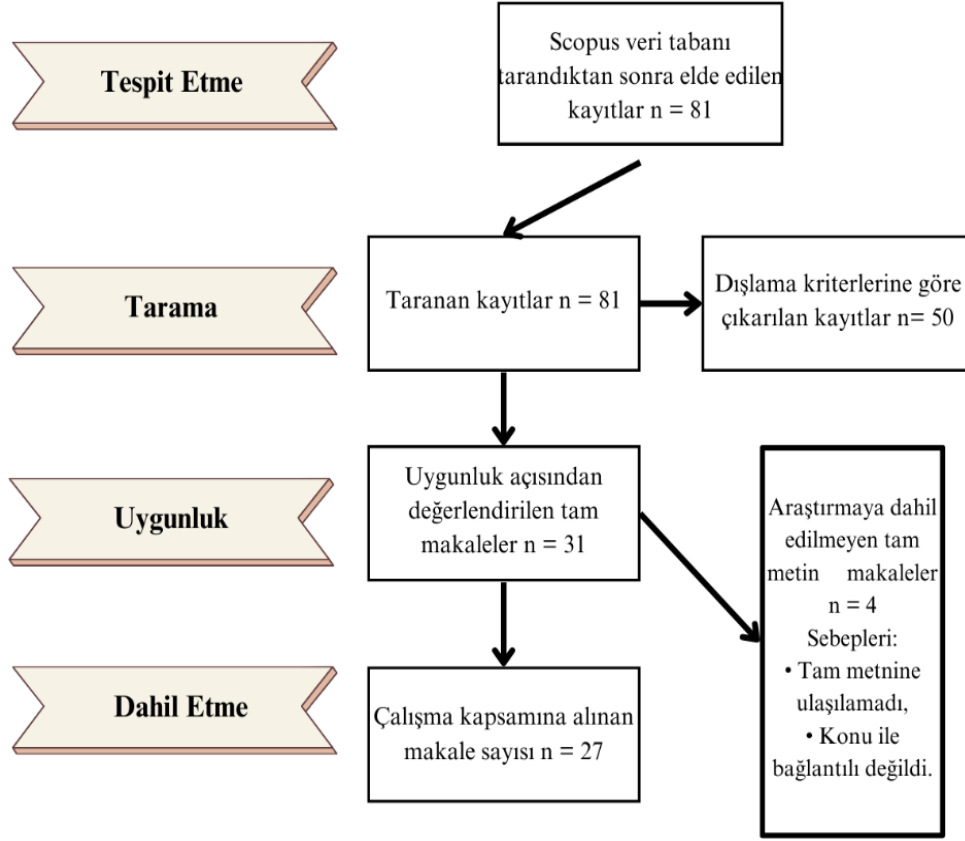 Tespit Etme
Scopus veri tabanı
tarandıktan sonra elde edilen
kayıtlar n = 81
Tarama
Taranan kayıtlar n = 81
Dışlama kriterlerine göre
çıkarılan kayıtlar n= 50
Uygunluk
Uygunluk açısından
değerlendirilen tam
makaleler n = 31
Araştırmaya dahil
edilmeyen tam
metin makaleler
n = 4
Sebepleri:
• Tam metnine
ulaşılamadı,
• Konu ile
bağlantılı değildi.
Dahil Etme
Çalışma kapsamına alınan
makale sayısı n = 27